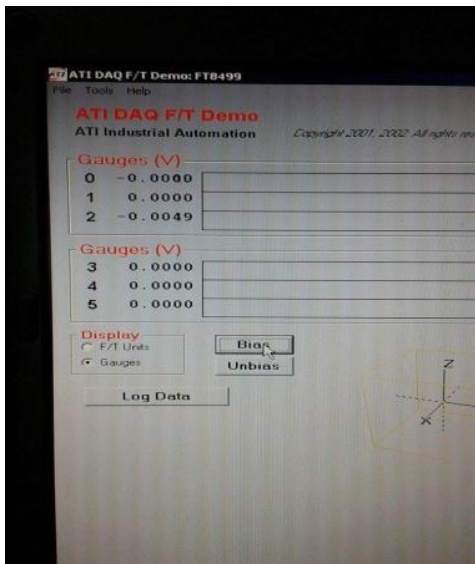 ATI DAQ F/T Demo: FT8499
File Tools Help
ATI DAQ F/T Demo
ATI Industrial Automation Copyright 2001, 2002 All rights
Gauges (V)
0 -0.0000
1 0.0000
2 -0.0049
Gauges (V)
3 0.0000
4 0.0000
5 0.0000
Display
F/T Units
Gauges
Bias
Unbias
Log Data
Z
X